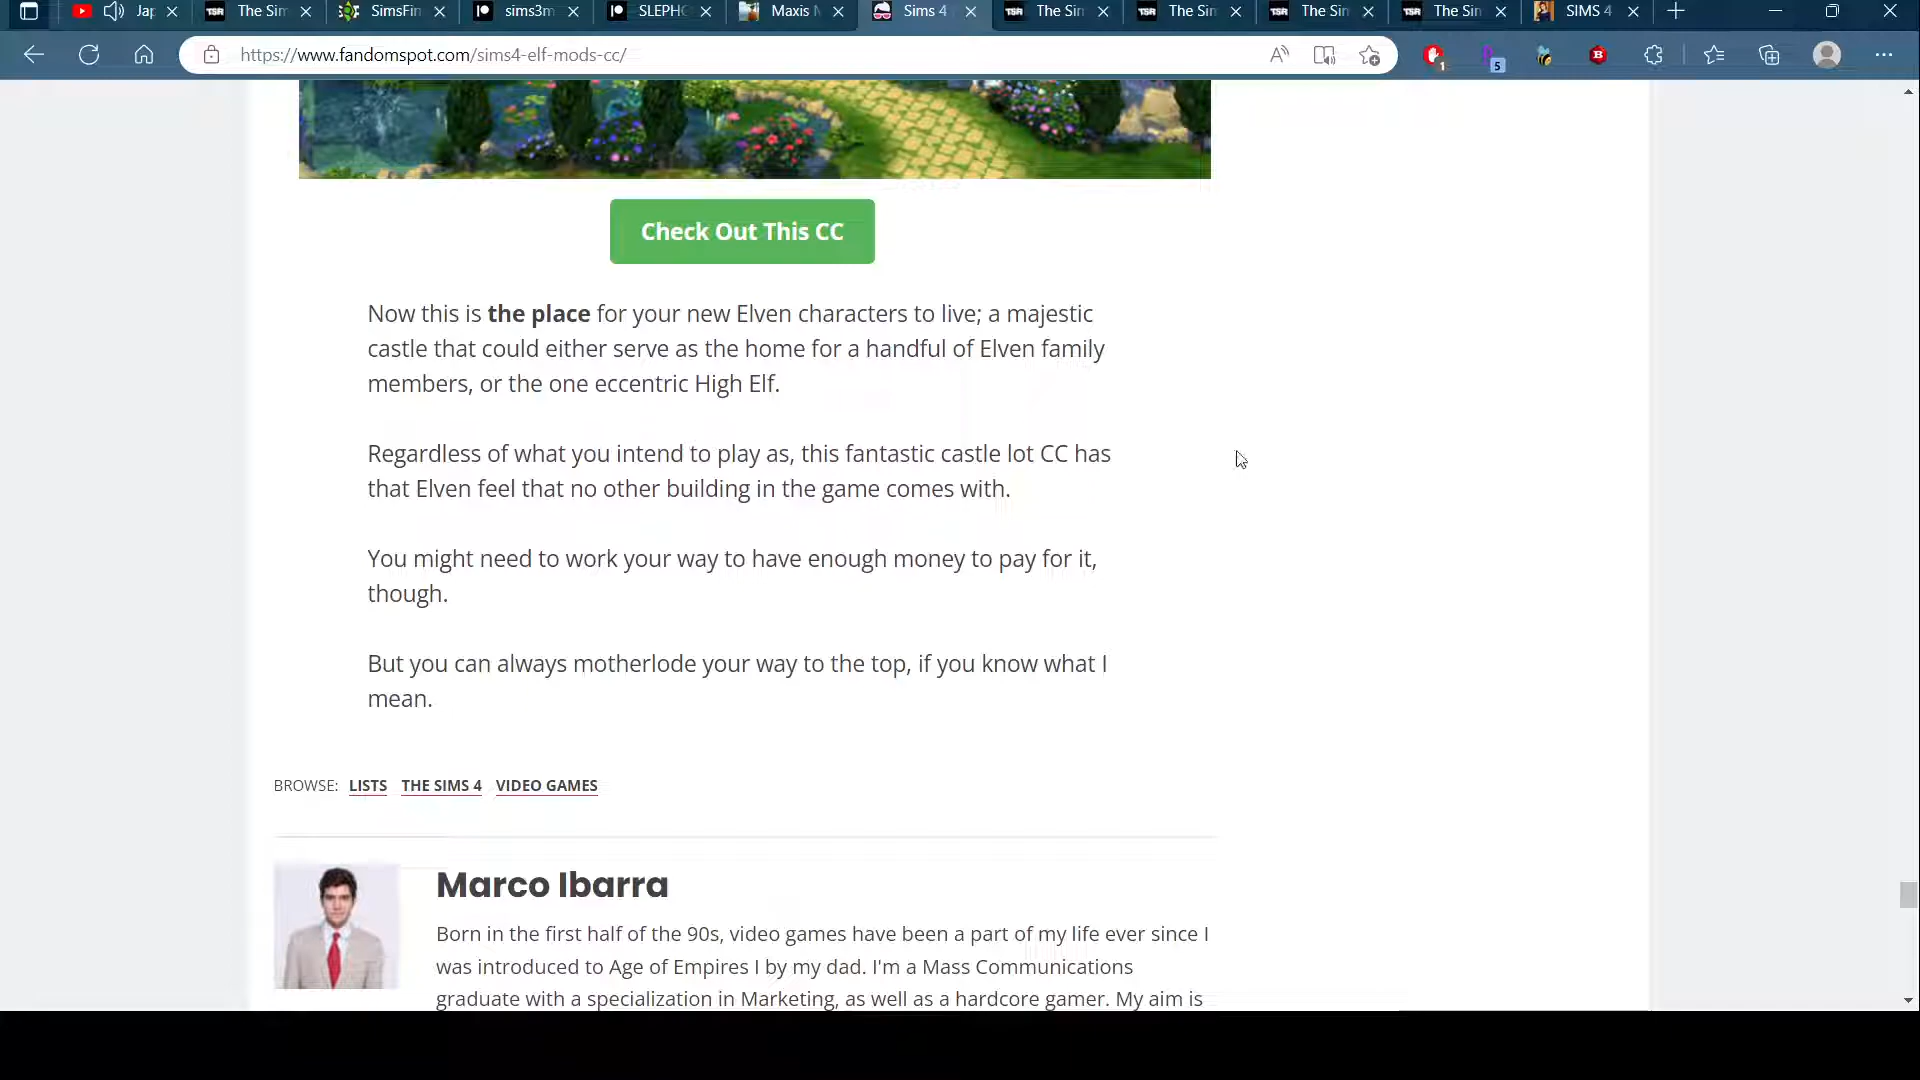 Jap
TSR The Sim
SimsFin
sims3m
SLEPHO
Maxis M
Sims 4
TSR The Sim
TSR The Sim
TSR The Sim
TSR The Sim
SIMS 4
https://www.fandomspot.com/sims4-elf-mods-cc/
1
5
B
Check Out This CC
Now this is the place for your new Elven characters to live; a majestic
castle that could either serve as the home for a handful of Elven family
members, or the one eccentric High Elf.
Regardless of what you intend to play as, this fantastic castle lot CC has
that Elven feel that no other building in the game comes with.
You might need to work your way to have enough money to pay for it,
though.
But you can always motherlode your way to the top, if you know what I
mean.
BROWSE: LISTS THE SIMS 4 VIDEO GAMES
Marco Ibarra
Born in the first half of the 90s, video games have been a part of my life ever since I
was introduced to Age of Empires I by my dad. I'm a Mass Communications
graduate with a specialization in Marketing, as well as a hardcore gamer. My aim is